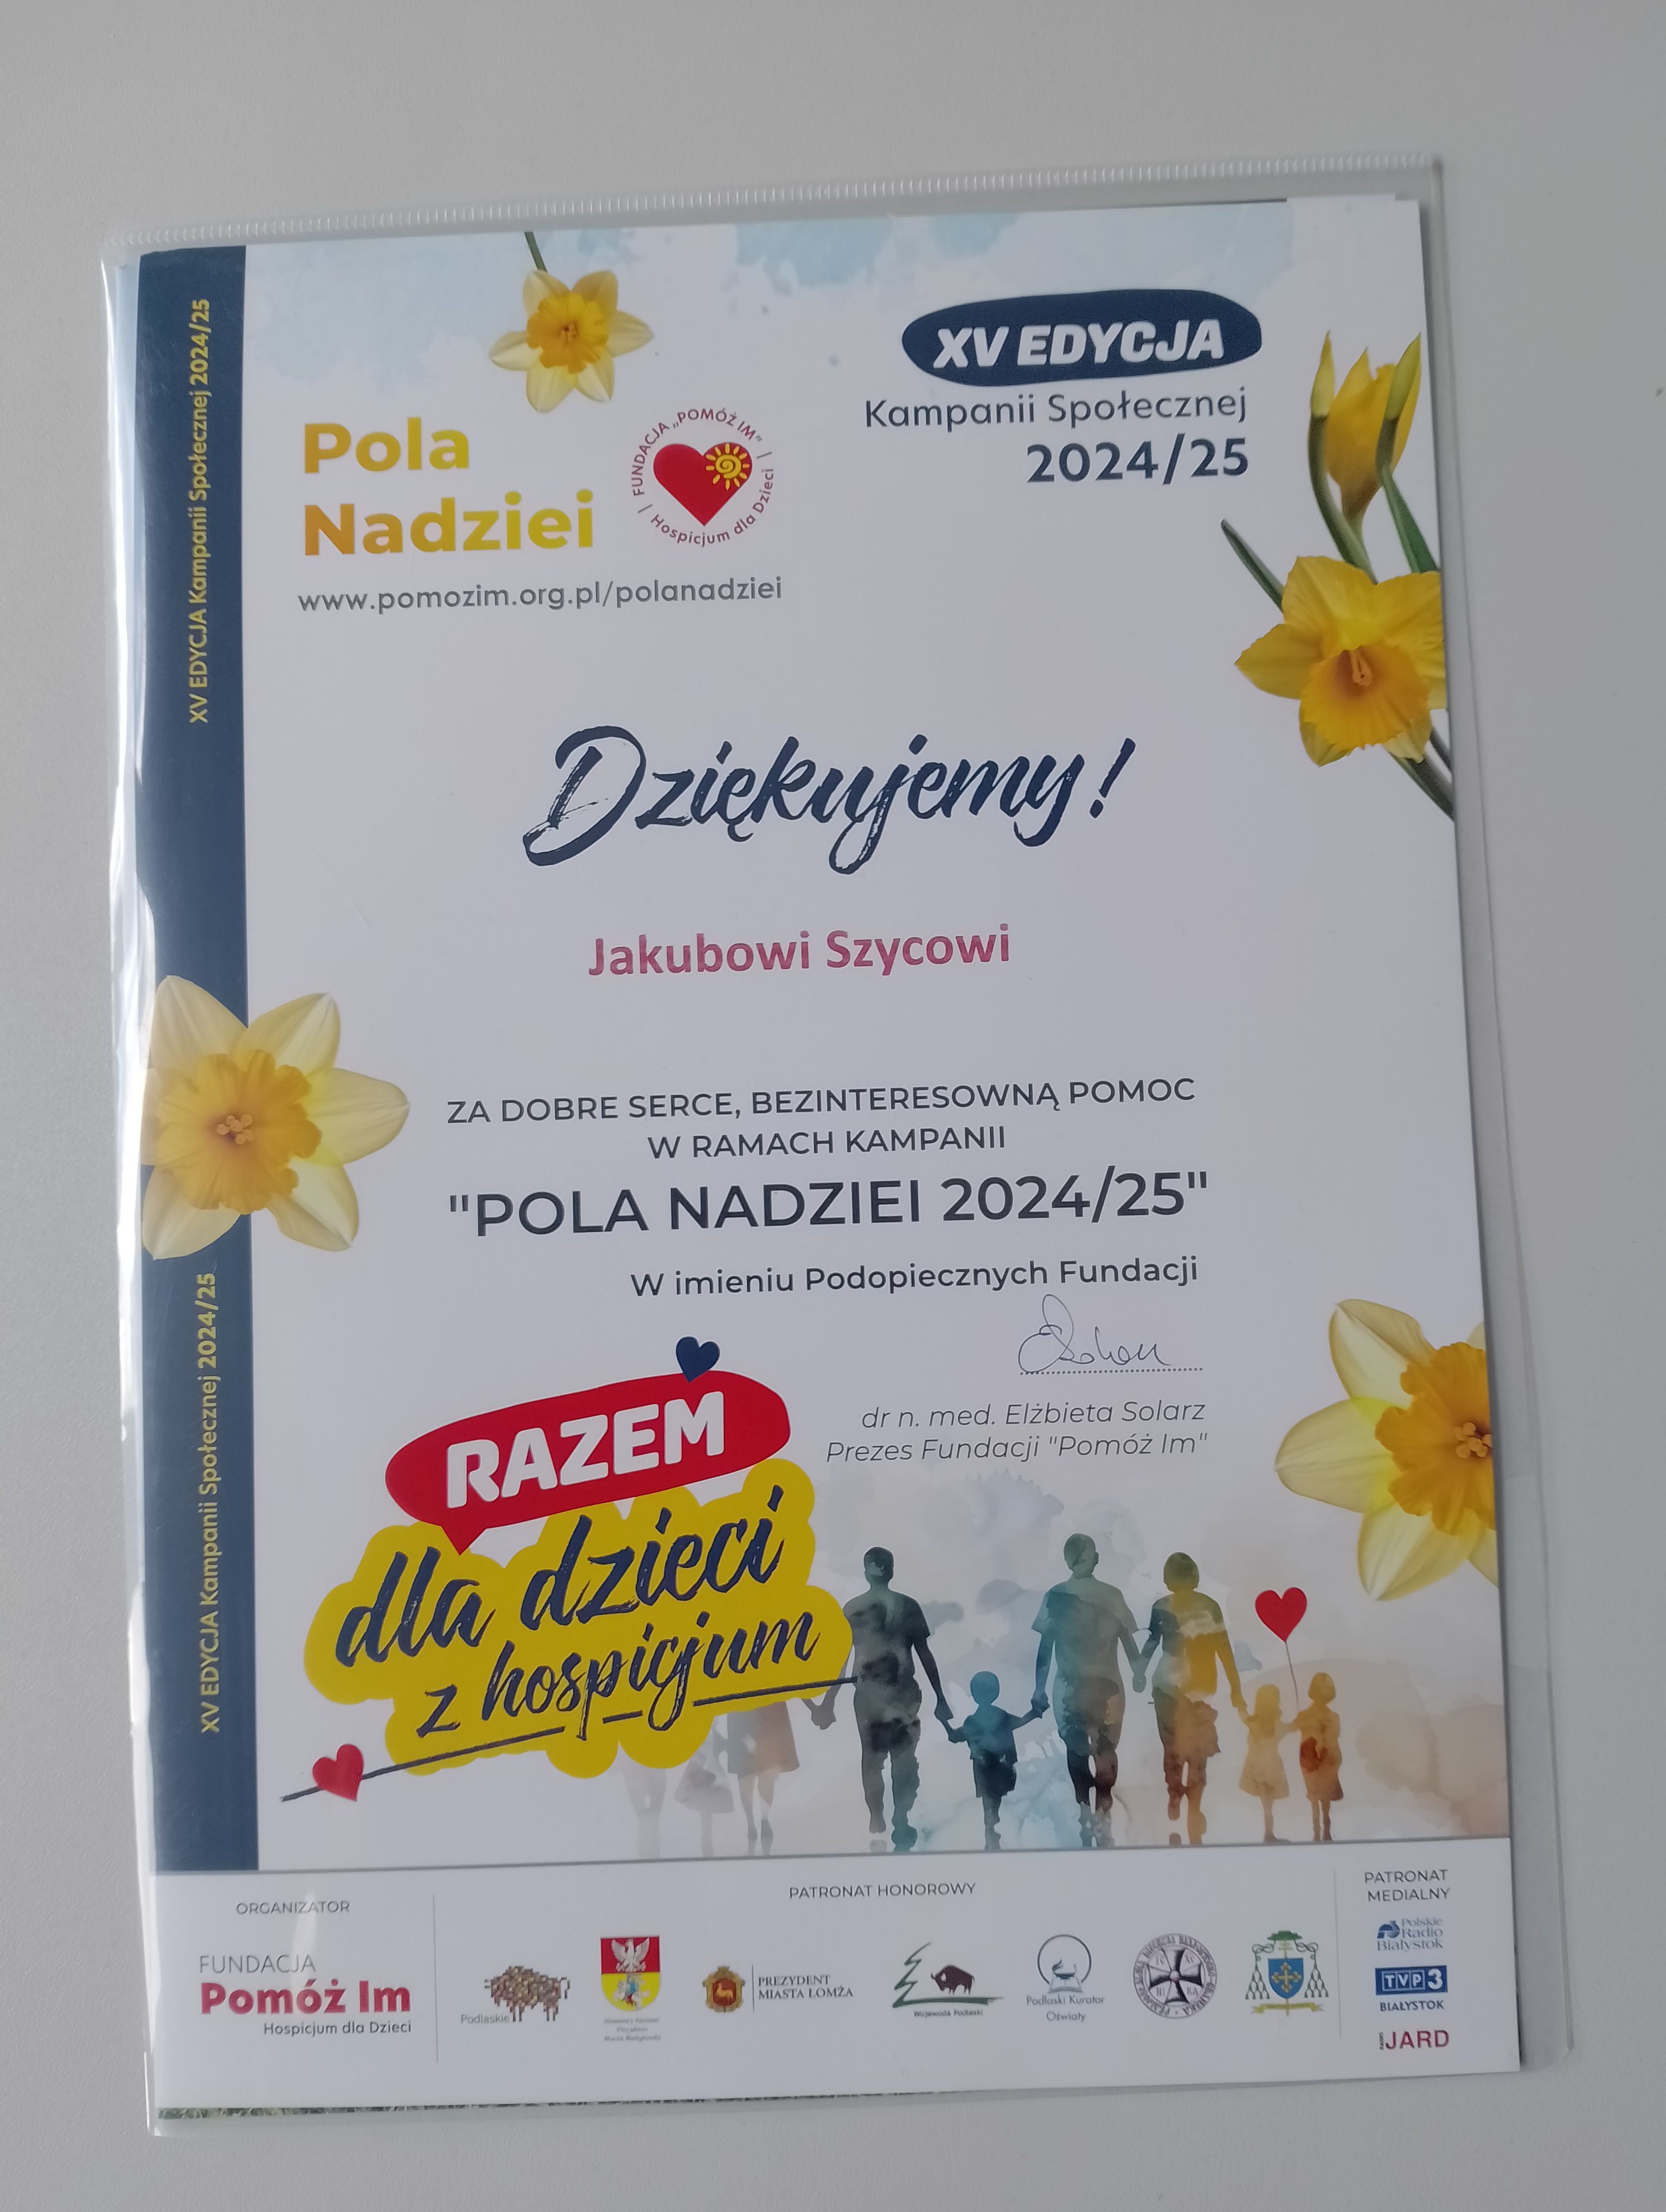 XV EDYCJA Kampanii Społecznej 2024/25
XV EDYCJA
Kampanii Społecznej
2024/25
Pola
Nadziei
FUNDACJA „POMÓŻ IM”
Hospicjum dla Dzieci
www.pomozim.org.pl/polanadziei
Dziękujemy!
Jakubowi Szycowi
ZA DOBRE SERCE, BEZINTERESOWNĄ POMOC
W RAMACH KAMPANII
"POLA NADZIEI 2024/25"
W imieniu Podopiecznych Fundacji
dr n. med. Elżbieta Solarz
Prezes Fundacji "Pomóż Im"
XV EDYCJA Kampanii Społecznej 2024/25
RAZEM
dla dzieci
z hospicjum
ORGANIZATOR
FUNDACJA
Pomóż Im
Hospicjum dla Dzieci
PATRONAT HONOROWY
Podlaskie
PREZYDENT
MIASTA ŁOMŻA
Wojewoda Podlaski
Podlaski Kurator
Oświaty
PATRONAT
MEDIALNY
Polskie
Radio
Białystok
TVP3
BIAŁYSTOK
JARD